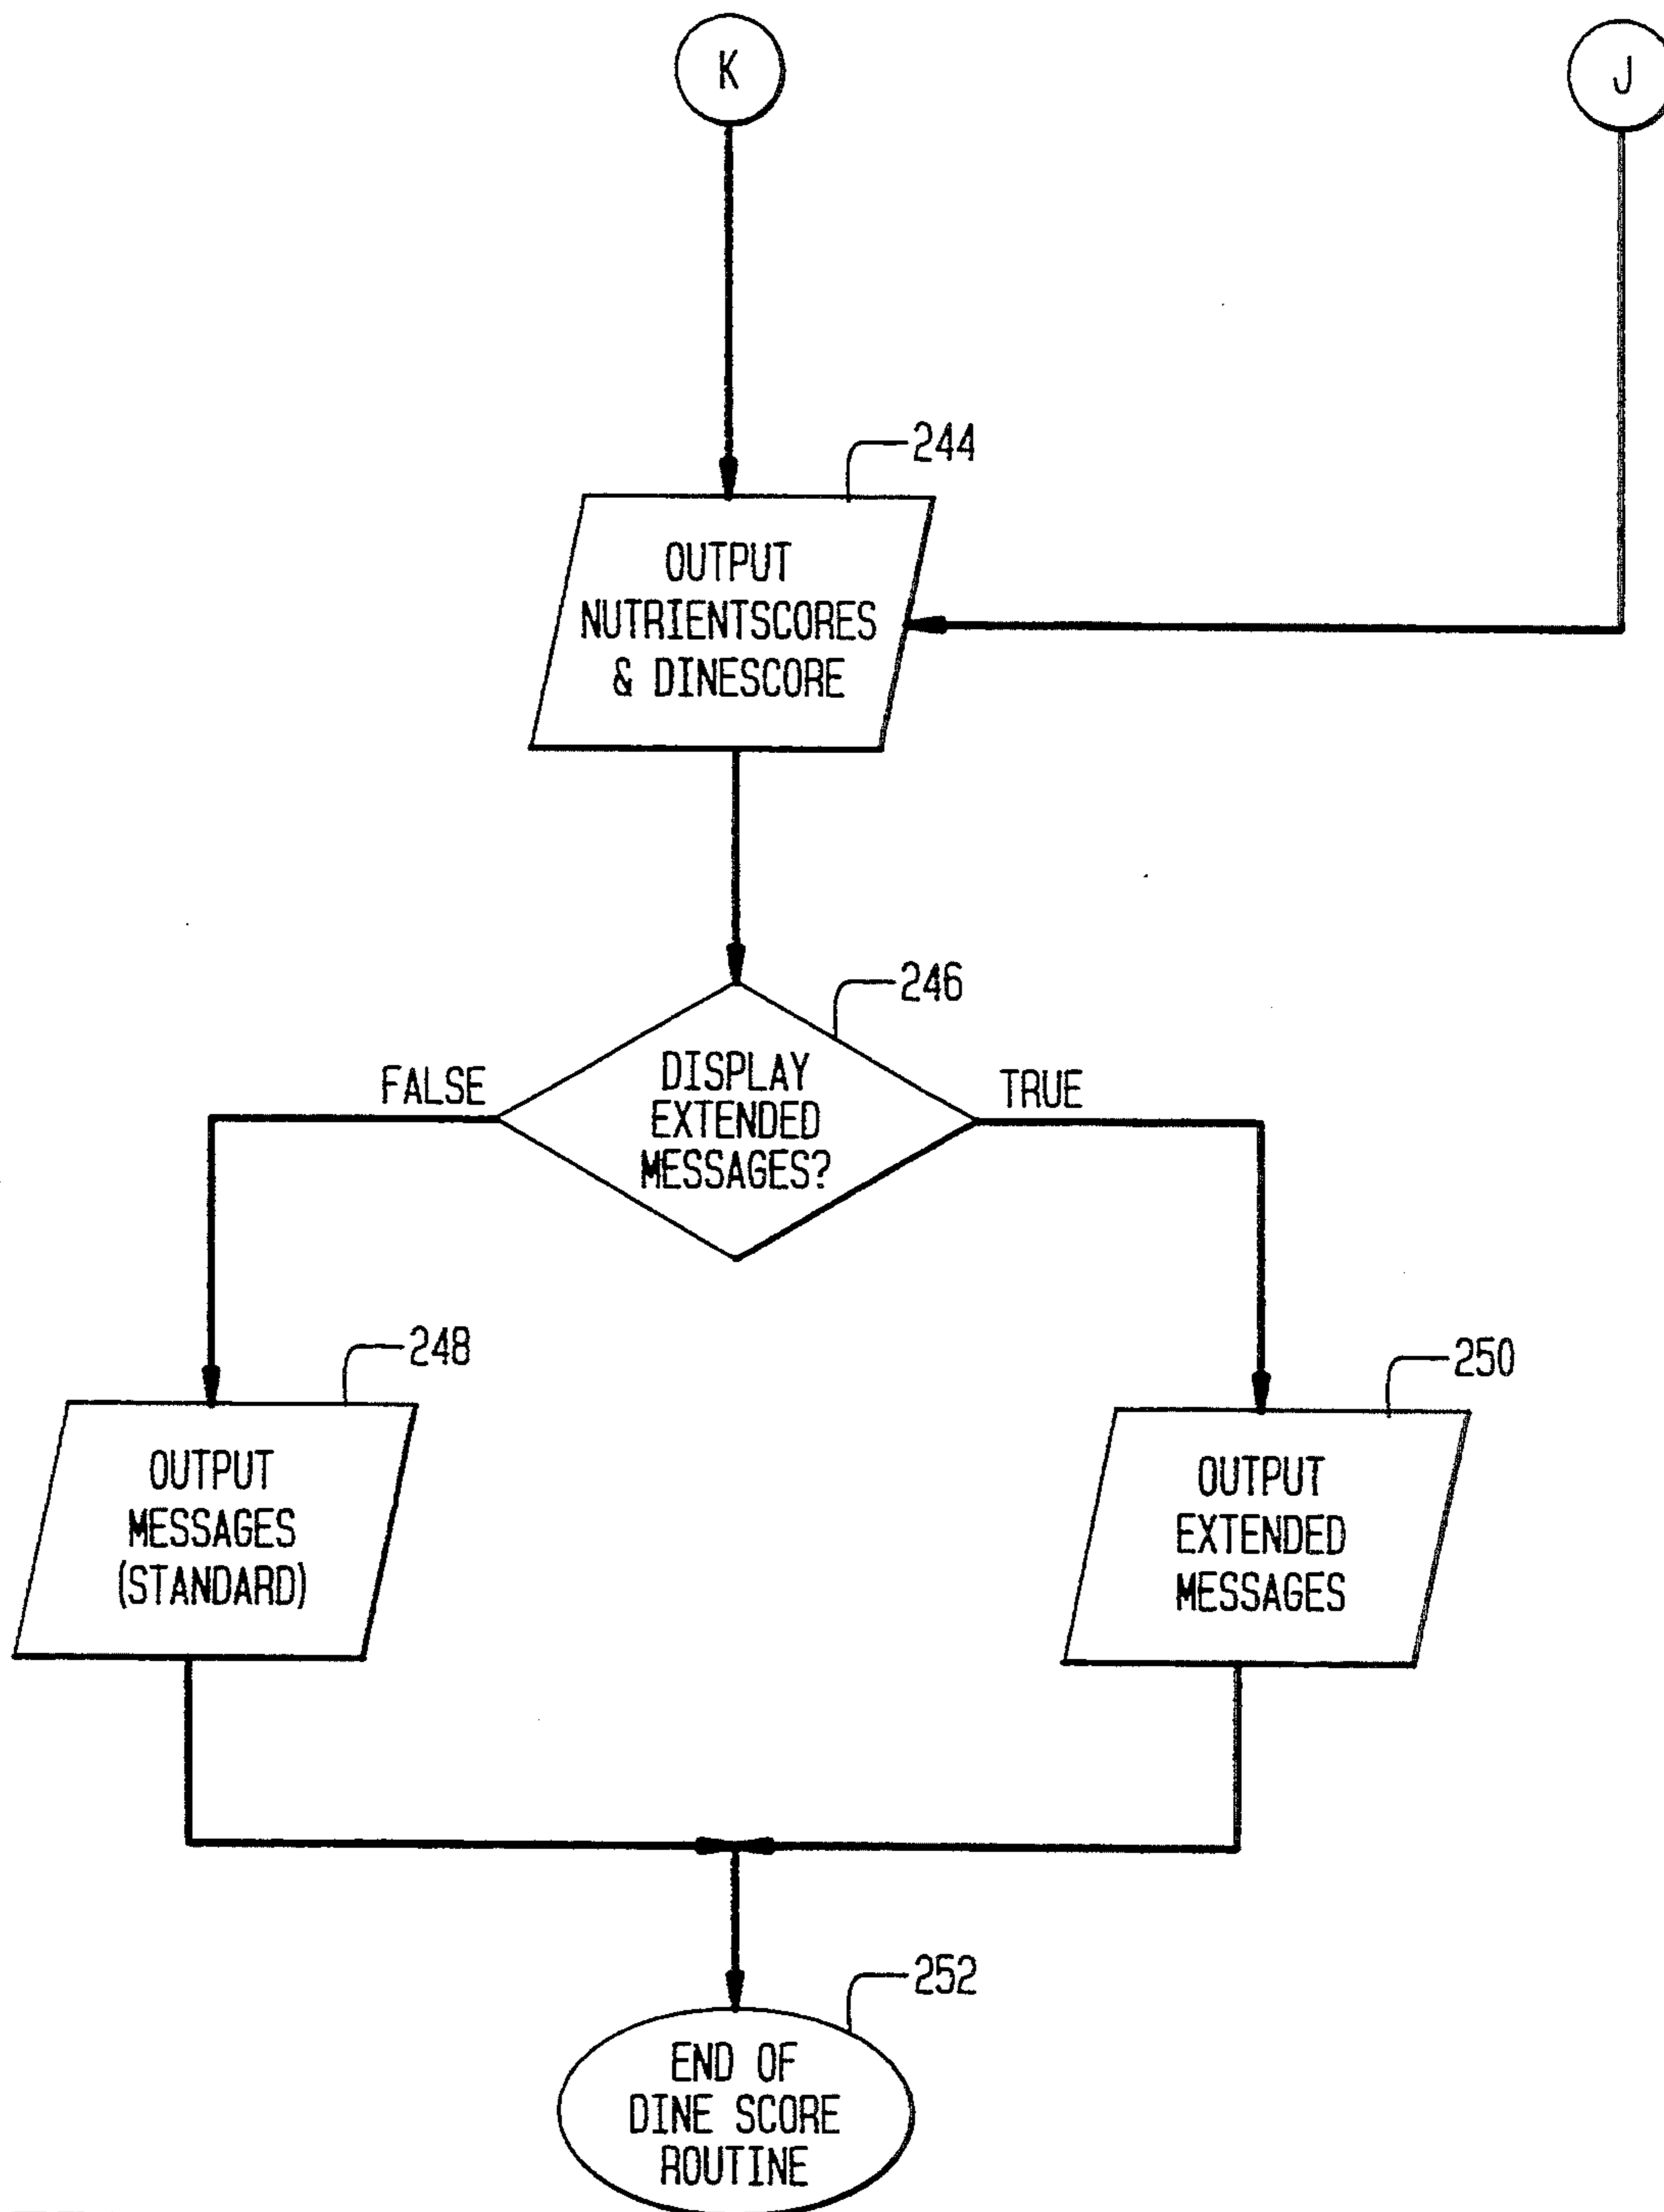 K
J
244
OUTPUT
NUTRIENTSCORES
& DINESCORE
246
FALSE
DISPLAY
EXTENDED
MESSAGES?
TRUE
248
OUTPUT
MESSAGES
(STANDARD)
250
OUTPUT
EXTENDED
MESSAGES
252
END OF
DINE SCORE
ROUTINE